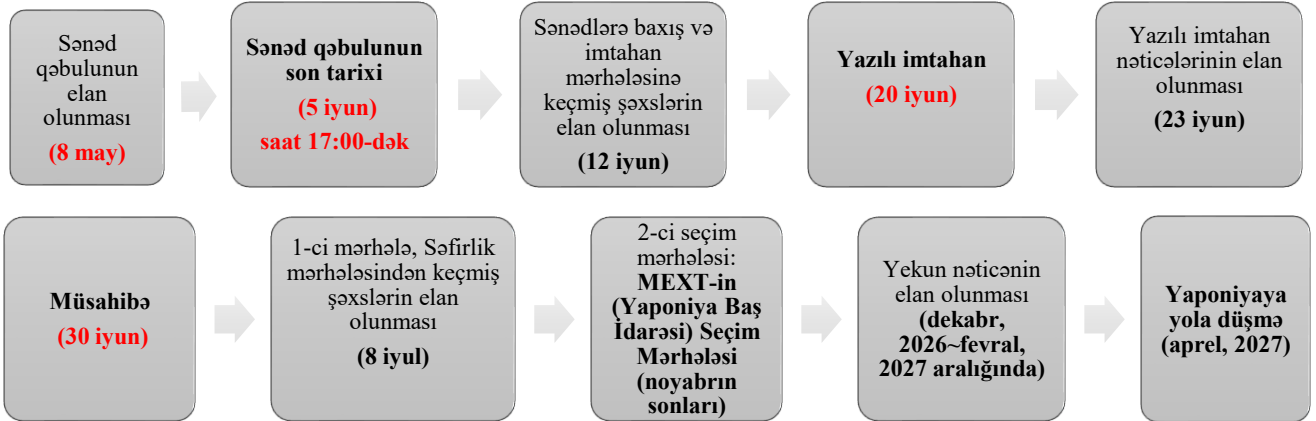 Sənəd
qəbulunun
elan
olunması
(8 may)
Sənəd qəbulunun
son tarixi
(5 iyun)
saat 17:00-dək
Sənədlərə baxış və
imtahan
mərhələsinə
keçmiş şəxslərin
elan olunması
(12 iyun)
Yazılı imtahan
(20 iyun)
Yazılı imtahan
nəticələrinin elan
olunması
(23 iyun)
Müsahibə
(30 iyun)
1-ci mərhələ, Səfirlik
mərhələsindən keçmiş
şəxslərin elan
olunması
(8 iyul)
2-ci seçim
mərhələsi:
MEXT-in
(Yaponiya Baş
İdarəsi) Seçim
Mərhələsi
(noyabrın
sonları)
Yekun nəticənin
elan olunması
(dekabr,
2026~fevral,
2027 aralığında)
Yaponiyaya
yola düşmə
(aprel, 2027)